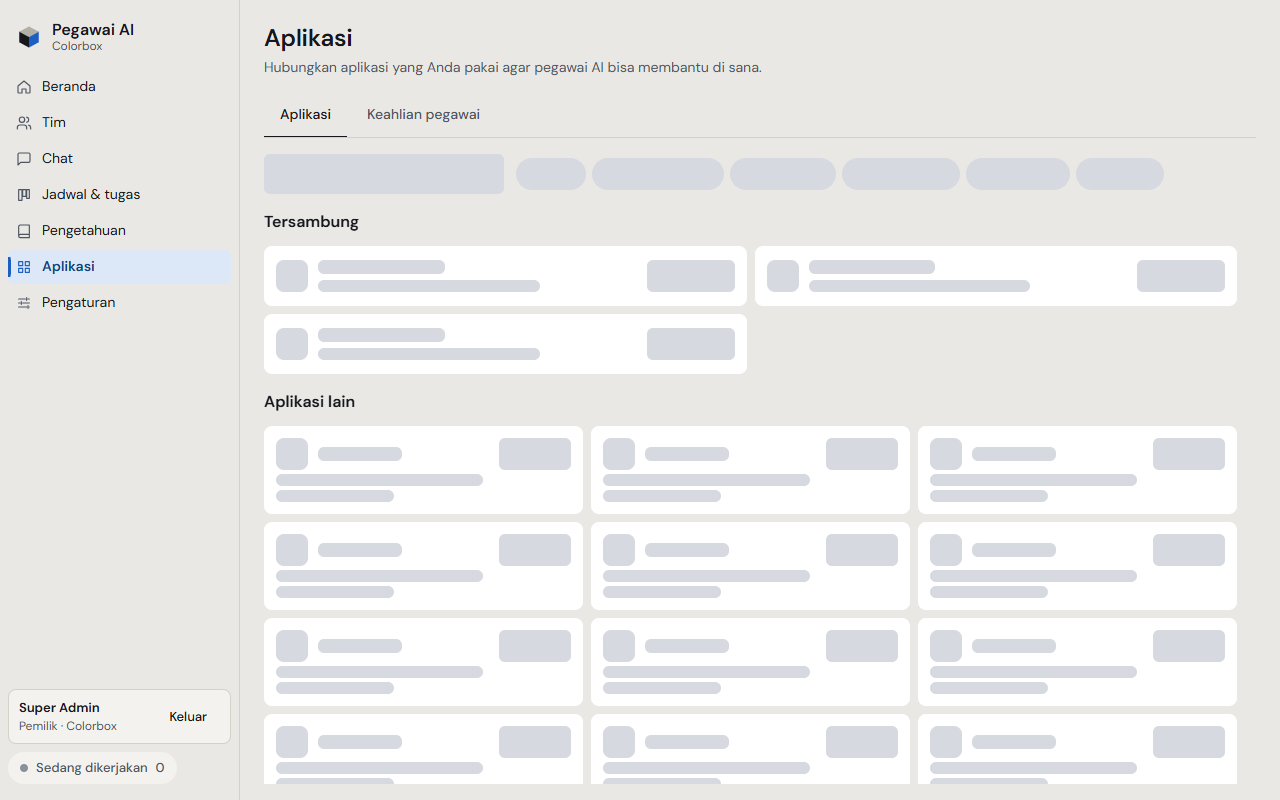 Pegawai AI
Colorbox
Beranda
Tim
Chat
Jadwal & tugas
Pengetahuan
Aplikasi
Pengaturan
Super Admin
Pemilik · Colorbox
Keluar
Sedang dikerjakan 0
Aplikasi
Hubungkan aplikasi yang Anda pakai agar pegawai AI bisa membantu di sana.
Aplikasi
Keahlian pegawai
Tersambung
Aplikasi lain